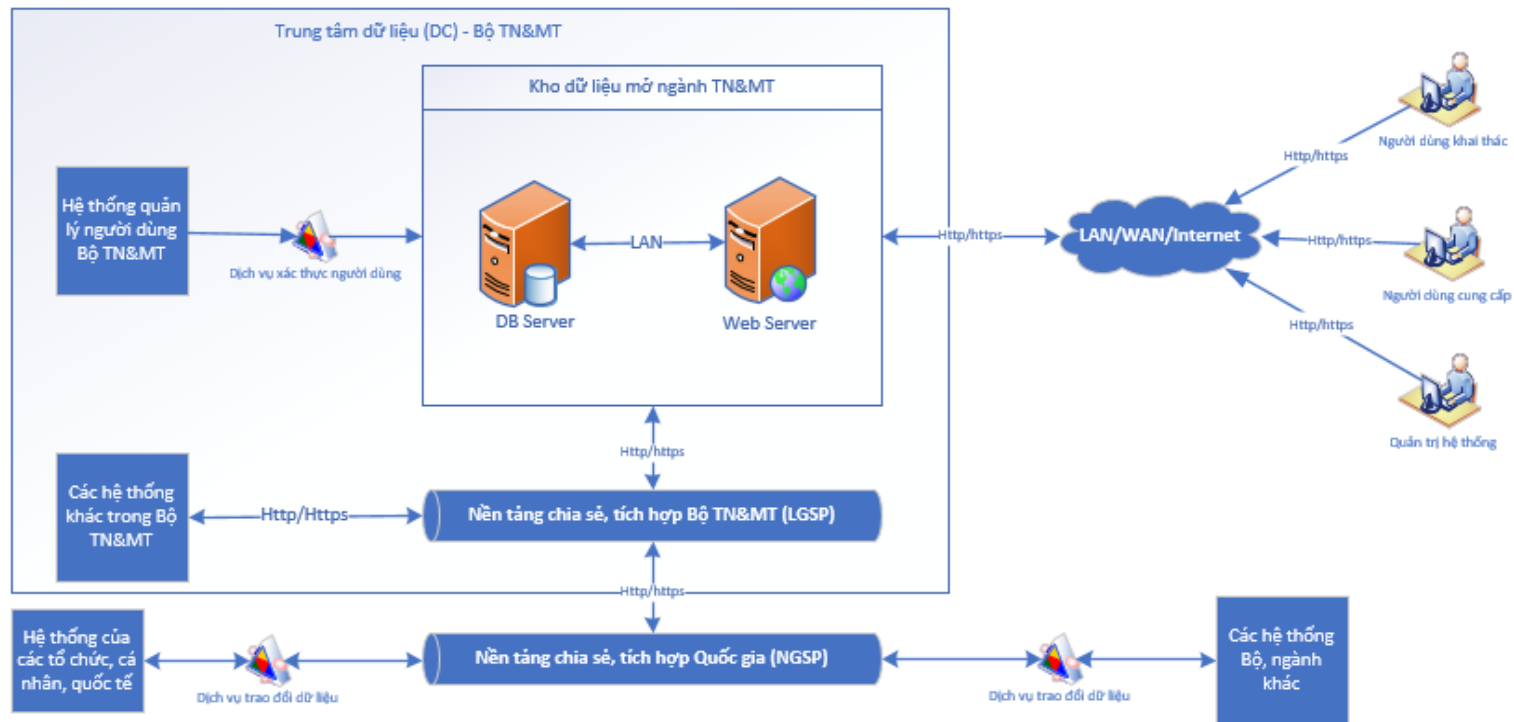 Trung tâm dữ liệu (DC) - Bộ TN&MT
Kho dữ liệu mở ngành TN&MT
Người dùng khai thác
Http/https
Hệ thống quản
lý người dùng
Bộ TN&MT
Dịch vụ xác thực người dùng
LAN
DB Server
Web Server
Http/https
LAN/WAN/Internet
Http/https
Người dùng cung cấp
Http/https
Quản trị hệ thống
Http/https
Các hệ thống
khác trong Bộ
TN&MT
Http/Https
Nền tảng chia sẻ, tích hợp Bộ TN&MT (LGSP)
Http/https
Hệ thống của
các tổ chức, cá
nhân, quốc tế
Dịch vụ trao đổi dữ liệu
Nền tảng chia sẻ, tích hợp Quốc gia (NGSP)
Dịch vụ trao đổi dữ liệu
Các hệ thống
Bộ, ngành
khác